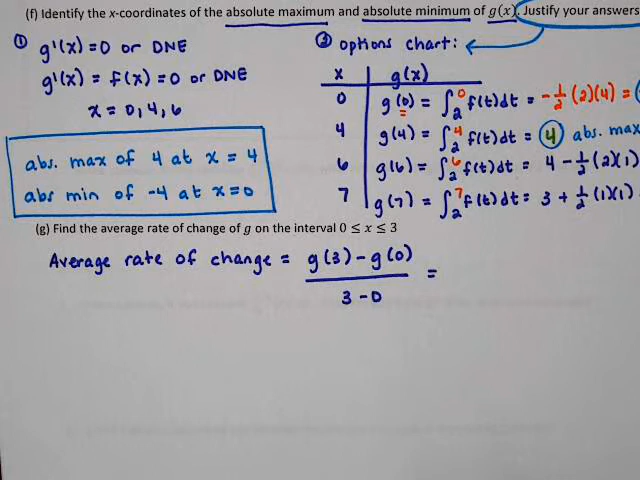 (f) Identify the x-coordinates of the absolute maximum and absolute minimum of g(x). Justify your answers
① g'(x) = 0 or DNE
g'(x) = f(x) = 0 or DNE
x = 0, 4, 6
abs. max of 4 at x = 4
abs min of -4 at x = 0
② options chart:
x | g(x)
0 g(0) = ∫₂⁰ f(t)dt = -½(2)(4) =
4 g(4) = ∫₂⁴ f(t)dt = 4 abs. max
6 g(6) = ∫₂⁶ f(t)dt = 4 - ½(2)(1)
7 g(7) = ∫₂⁷ f(t)dt = 3 + ½(1)(1)
(g) Find the average rate of change of g on the interval 0 ≤ x ≤ 3
Average rate of change = g(3) - g(0) =
3 - 0